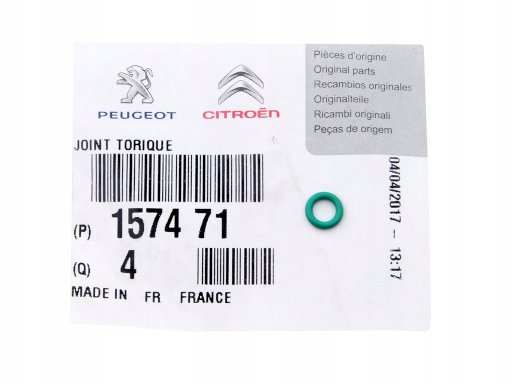 Pièces d'origine
Original parts
Recambios originales
Originalteile
Ricambi originali
Peças de origem
PEUGEOT
CITROËN
JOINT TORIQUE
(P) 1574 71
(Q) 4
MADE IN FR FRANCE
04/04/2017 -- 13:17